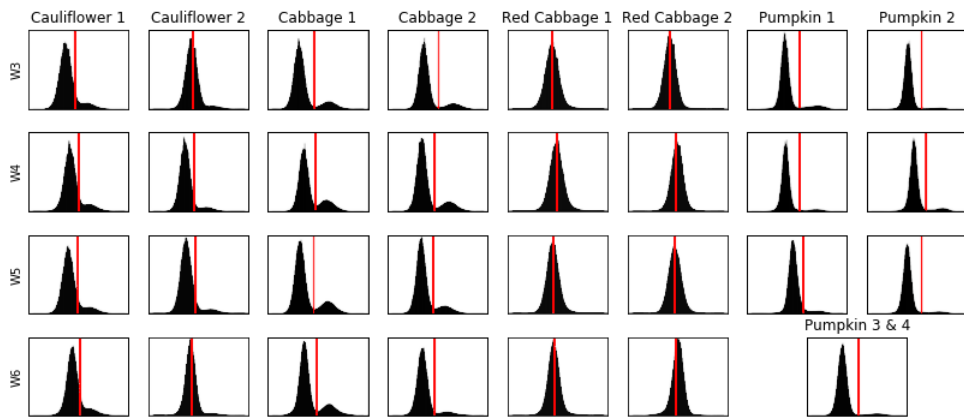 Cauliflower 1 Cauliflower 2 Cabbage 1 Cabbage 2 Red Cabbage 1 Red Cabbage 2 Pumpkin 1 Pumpkin 2
W3
W4
W5
Pumpkin 3 & 4
W6